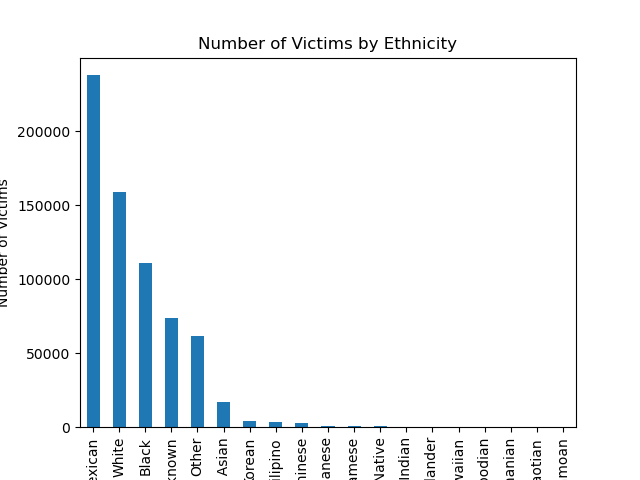 Number of Victims by Ethnicity
Number of Victims
200000
150000
100000
50000
0
exican
White
Black
known
Other
Asian
orean
ilipino
hinese
anese
amese
Native
Indian
lander
waiian
odian
anian
aotian
moan